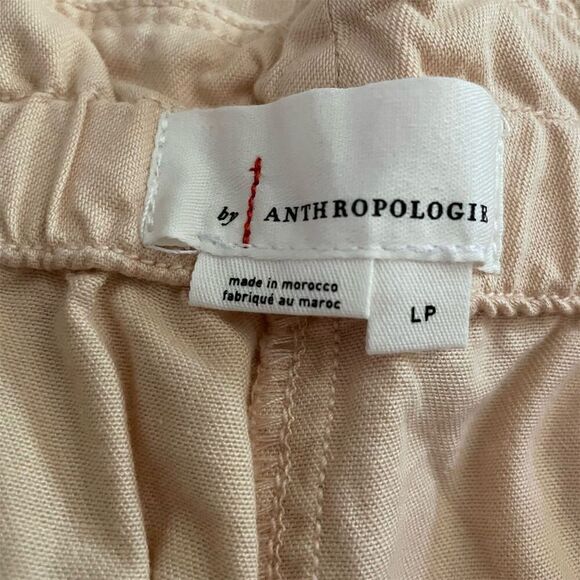 by ANTHROPOLOGIE
made in morocco
fabriqué au maroc
LP